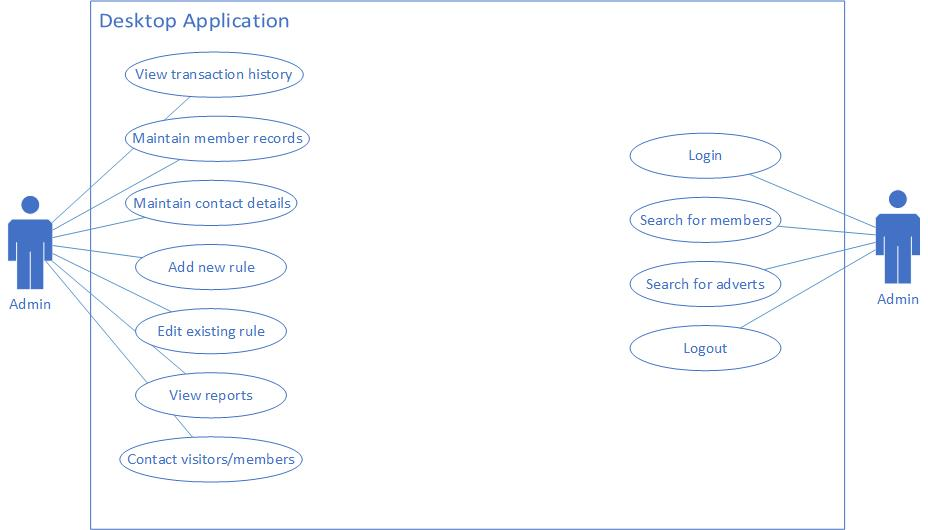 Desktop Application
View transaction history
Maintain member records
Maintain contact details
Add new rule
Edit existing rule
View reports
Contact visitors/members
Admin
Login
Search for members
Search for adverts
Logout
Admin